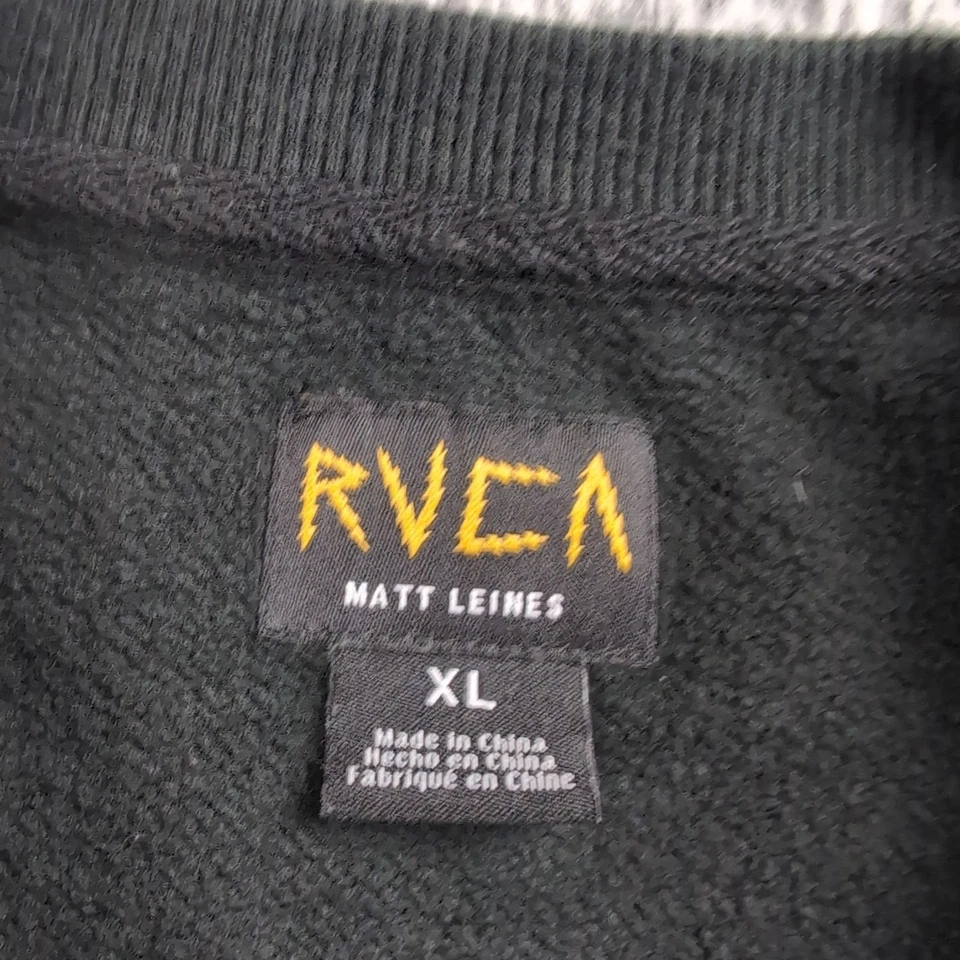 RVCA
MATT LEINES
XL
Made in China
Hecho en China
Fabriqué en Chine